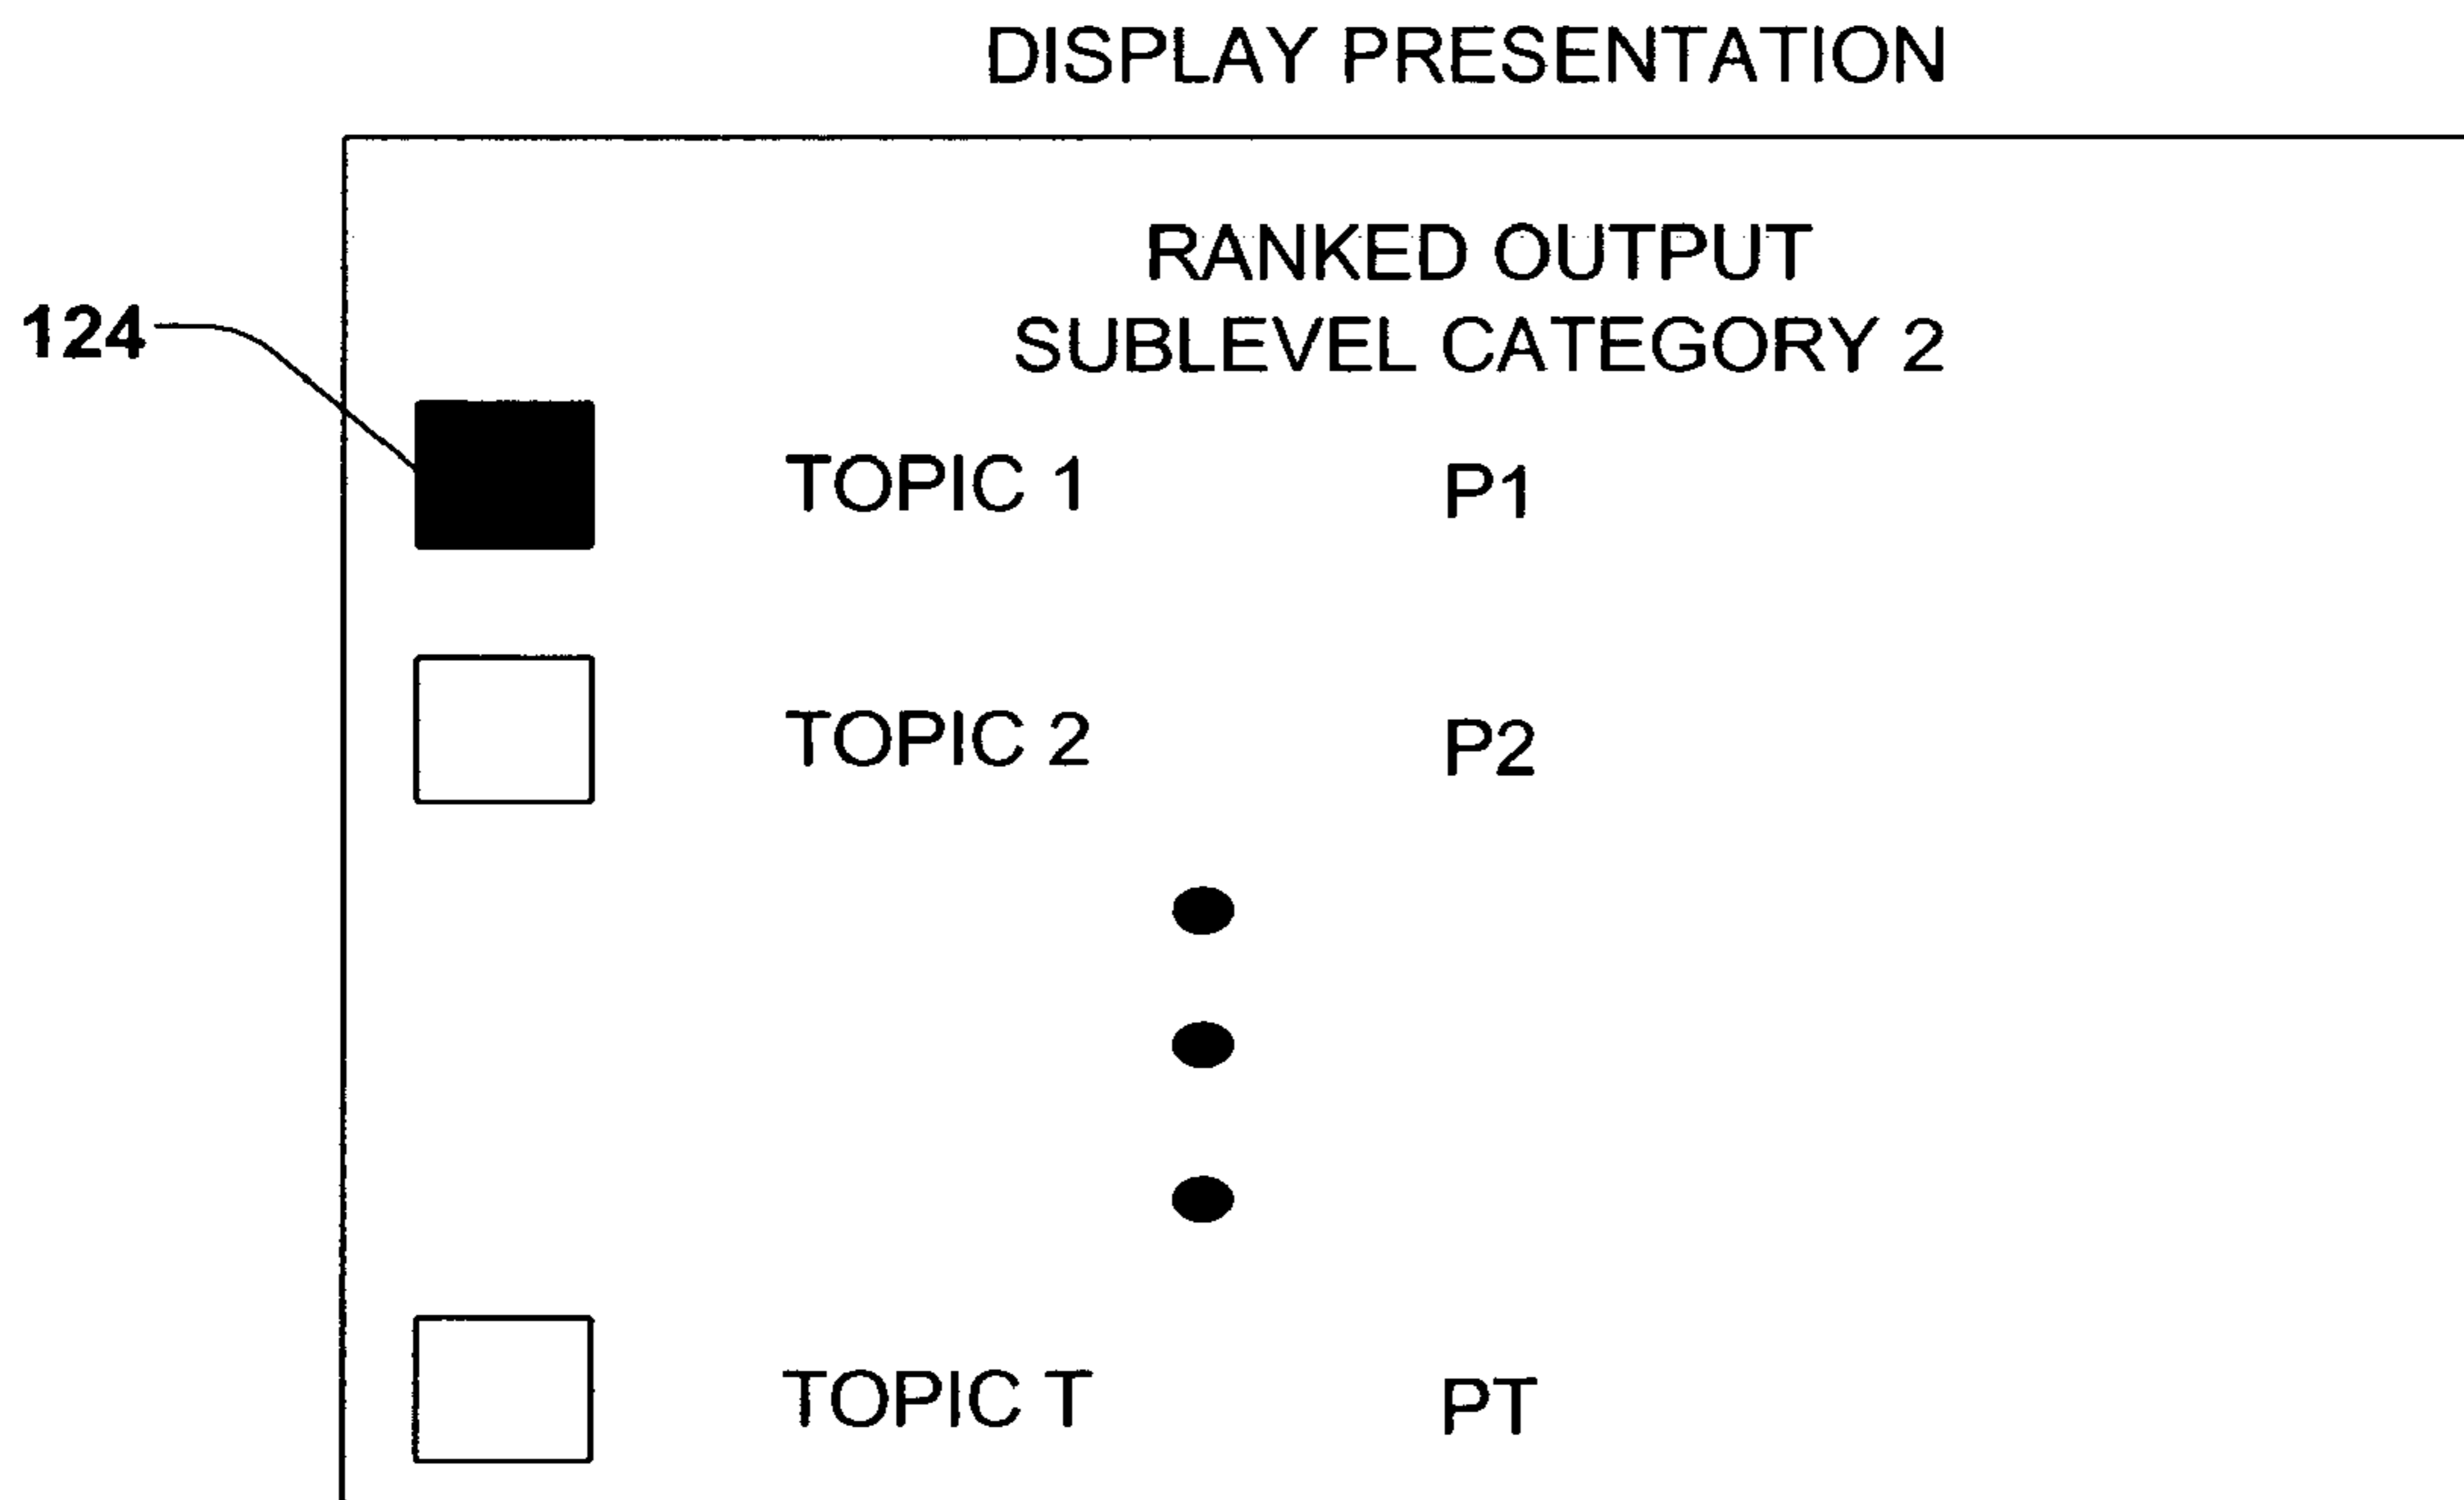 DISPLAY PRESENTATION
RANKED OUTPUT
SUBLEVEL CATEGORY 2
124
TOPIC 1 P1
TOPIC 2 P2
TOPIC T PT